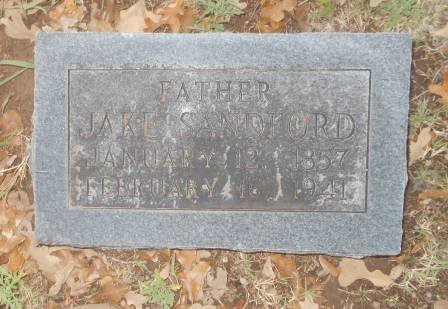 FATHER
JAKE SANDFORD
JANUARY 12, 1857
FEBRUARY 1941